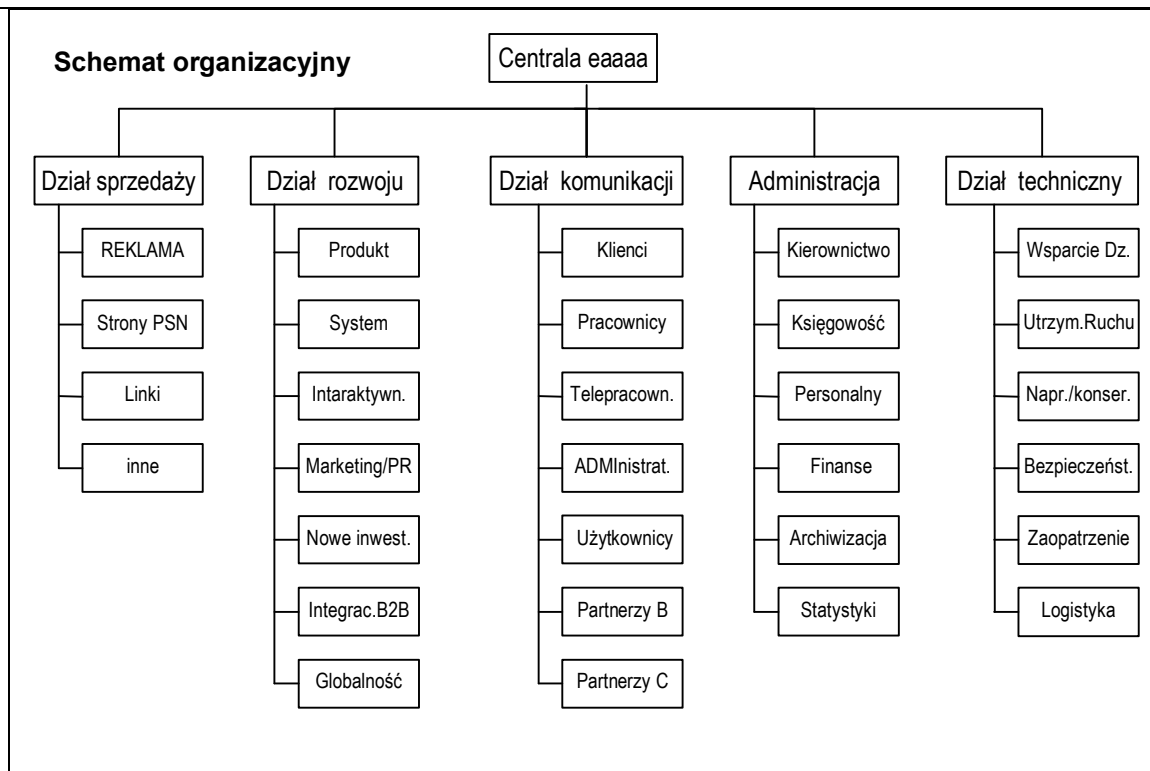 Schemat organizacyjny
Centrala eaaaa
Dział sprzedaży
REKLAMA
Strony PSN
Linki
inne
Dział rozwoju
Produkt
System
Intaraktywn.
Marketing/PR
Nowe inwest.
Integrac.B2B
Globalność
Dział komunikacji
Klienci
Pracownicy
Telepracown.
ADMInistrat.
Użytkownicy
Partnerzy B
Partnerzy C
Administracja
Kierownictwo
Księgowość
Personalny
Finanse
Archiwizacja
Statystyki
Dział techniczny
Wsparcie Dz.
Utrzym.Ruchu
Napr./konser.
Bezpieczeńst.
Zaopatrzenie
Logistyka